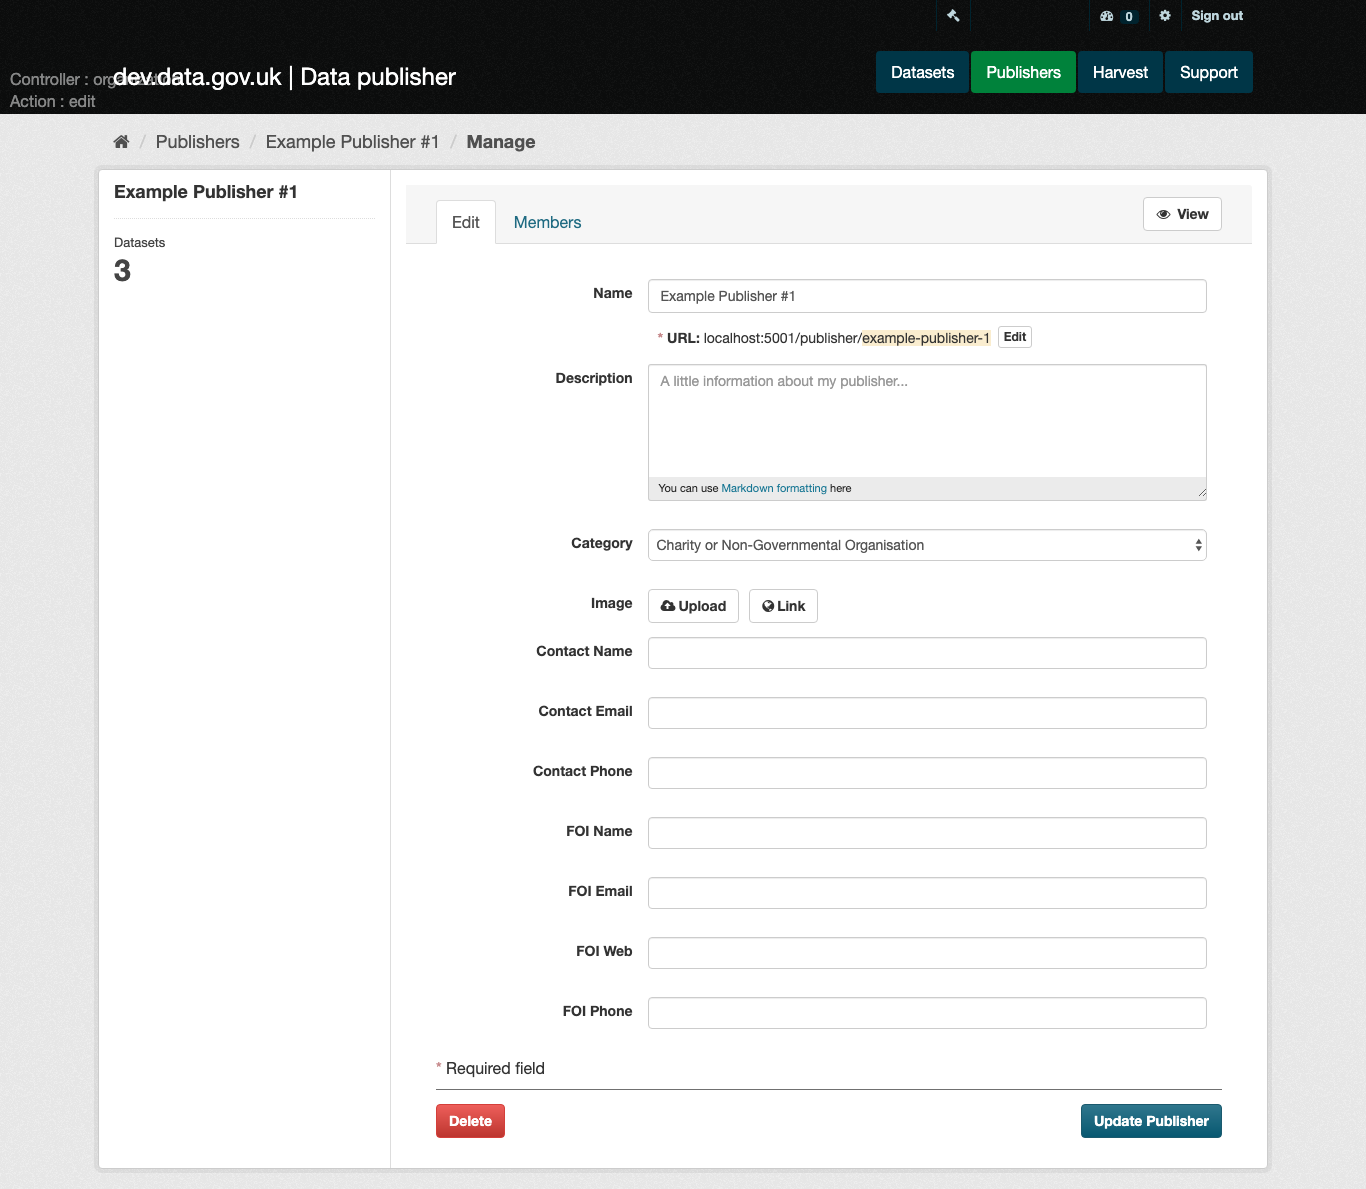 0 Sign out
Controller : organization
dev.data.gov.uk | Data publisher
Action : edit
Datasets Publishers Harvest Support
/ Publishers / Example Publisher #1 / Manage
Example Publisher #1
Datasets
3
Edit Members View
Name Example Publisher #1
* URL: localhost:5001/publisher/example-publisher-1 Edit
Description A little information about my publisher...
You can use Markdown formatting here
Category Charity or Non-Governmental Organisation
Image Upload Link
Contact Name
Contact Email
Contact Phone
FOI Name
FOI Email
FOI Web
FOI Phone
* Required field
Delete Update Publisher